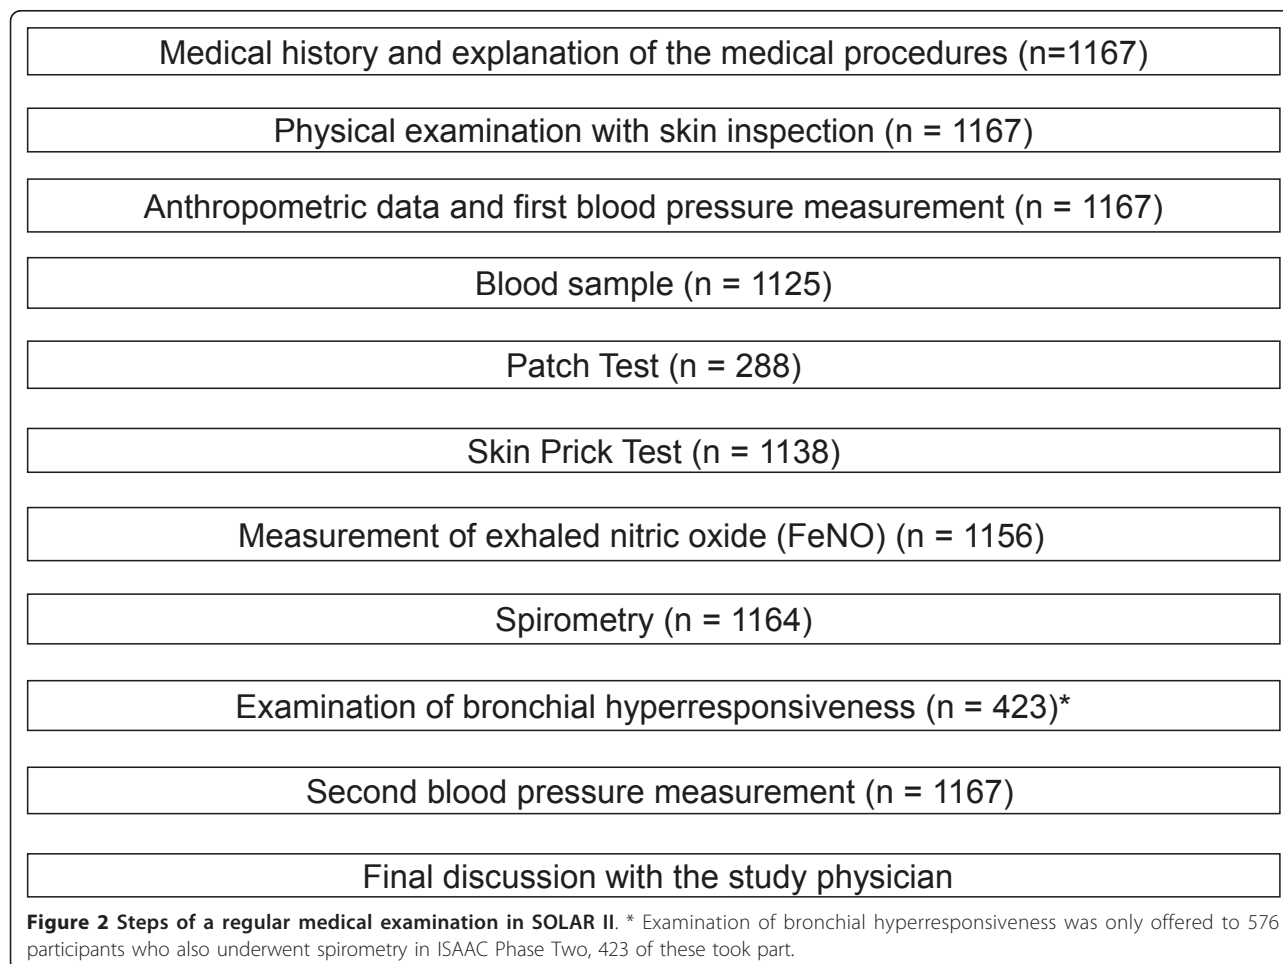 Medical history and explanation of the medical procedures (n=1167)
Physical examination with skin inspection (n = 1167)
Anthropometric data and first blood pressure measurement (n = 1167)
Blood sample (n = 1125)
Patch Test (n = 288)
Skin Prick Test (n = 1138)
Measurement of exhaled nitric oxide (FeNO) (n = 1156)
Spirometry (n = 1164)
Examination of bronchial hyperresponsiveness (n = 423)*
Second blood pressure measurement (n = 1167)
Final discussion with the study physician
Figure 2 Steps of a regular medical examination in SOLAR II. * Examination of bronchial hyperresponsiveness was only offered to 576
participants who also underwent spirometry in ISAAC Phase Two, 423 of these took part.